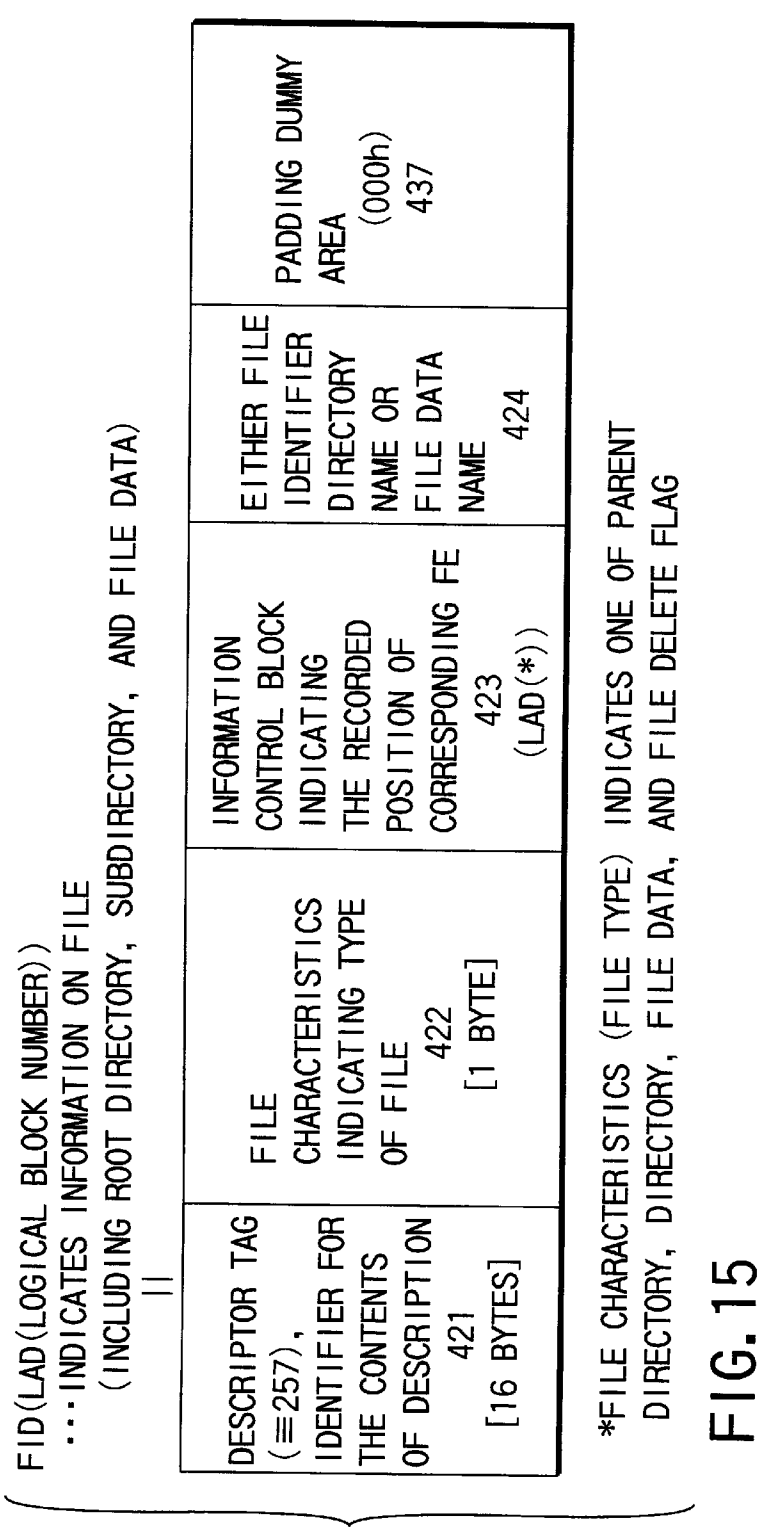 FID(LAD(LOGICAL BLOCK NUMBER))
···INDICATES INFORMATION ON FILE
(INCLUDING ROOT DIRECTORY, SUBDIRECTORY, AND FILE DATA)
||
DESCRIPTOR TAG
(≡257),
IDENTIFIER FOR
THE CONTENTS
OF DESCRIPTION
421
[16 BYTES]
FILE
CHARACTERISTICS
INDICATING TYPE
OF FILE
422
[1 BYTE]
INFORMATION
CONTROL BLOCK
INDICATING
THE RECORDED
POSITION OF
CORRESPONDING FE
423
(LAD(*))
EITHER FILE
IDENTIFIER
DIRECTORY
NAME OR
FILE DATA
NAME
424
PADDING DUMMY
AREA
(000h)
437
*FILE CHARACTERISTICS (FILE TYPE) INDICATES ONE OF PARENT
DIRECTORY, DIRECTORY, FILE DATA, AND FILE DELETE FLAG
FIG.15